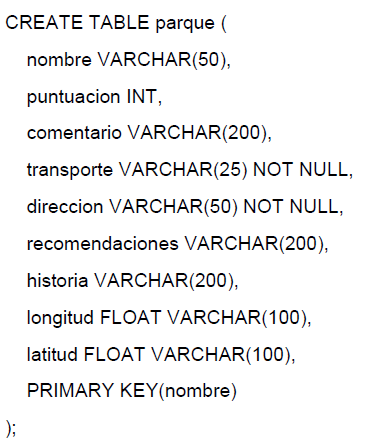 CREATE TABLE parque (
nombre VARCHAR(50),
puntuacion INT,
comentario VARCHAR(200),
transporte VARCHAR(25) NOT NULL,
direccion VARCHAR(50) NOT NULL,
recomendaciones VARCHAR(200),
historia VARCHAR(200),
longitud FLOAT VARCHAR(100),
latitud FLOAT VARCHAR(100),
PRIMARY KEY(nombre)
);